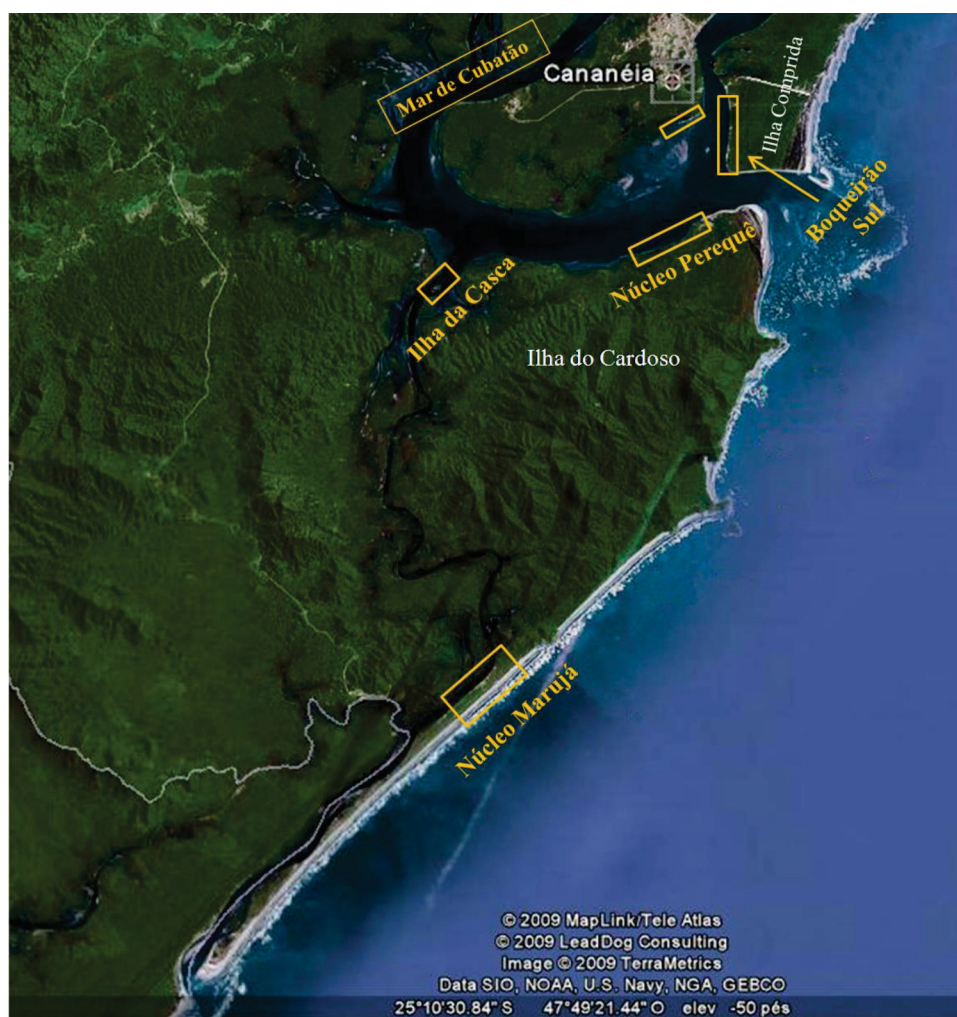 Mar de Cubatão
Cananéia
Ilha Comprida
Boqueirão
Sul
Núcleo Perequê
Ilha da Casca
Ilha do Cardoso
Núcleo Marujá
© 2009 MapLink/Tele Atlas
© 2009 LeadDog Consulting
Image © 2009 TerraMetrics
Data SIO, NOAA, U.S. Navy, NGA, GEBCO
25°10'30.84" S 47°49'21.44" O elev -50 pés